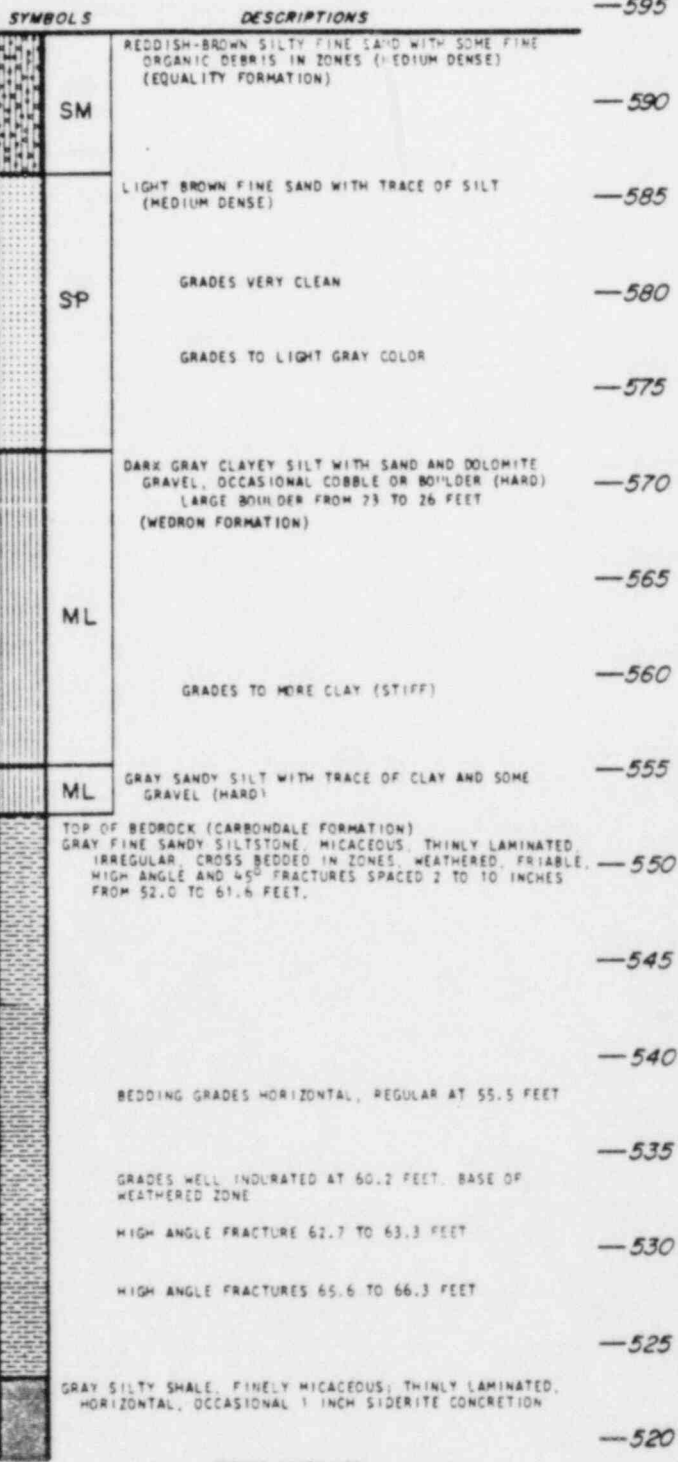 SYMBOLS DESCRIPTIONS
—595
REDDISH-BROWN SILTY FINE SAND WITH SOME FINE
ORGANIC DEBRIS IN ZONES (MEDIUM DENSE)
(EQUALITY FORMATION)
SM
—590
LIGHT BROWN FINE SAND WITH TRACE OF SILT
(MEDIUM DENSE)
—585
GRADES VERY CLEAN
—580
SP
GRADES TO LIGHT GRAY COLOR
—575
DARK GRAY CLAYEY SILT WITH SAND AND DOLOMITE
GRAVEL, OCCASIONAL COBBLE OR BOULDER (HARD)
—570
LARGE BOULDER FROM 23 TO 26 FEET
(WEDRON FORMATION)
—565
ML
—560
GRADES TO MORE CLAY (STIFF)
—555
GRAY SANDY SILT WITH TRACE OF CLAY AND SOME
GRAVEL (HARD)
ML
TOP OF BEDROCK (CARBONDALE FORMATION)
GRAY FINE SANDY SILTSTONE, MICACEOUS, THINLY LAMINATED,
IRREGULAR, CROSS BEDDED IN ZONES, WEATHERED, FRIABLE,
—550
HIGH ANGLE AND 45° FRACTURES SPACED 2 TO 10 INCHES
FROM 52.0 TO 61.6 FEET.
—545
—540
BEDDING GRADES HORIZONTAL, REGULAR AT 55.5 FEET
—535
GRADES WELL INDURATED AT 60.2 FEET. BASE OF
WEATHERED ZONE
HIGH ANGLE FRACTURE 62.7 TO 63.3 FEET
—530
HIGH ANGLE FRACTURES 65.6 TO 66.3 FEET
—525
GRAY SILTY SHALE, FINELY MICACEOUS; THINLY LAMINATED,
HORIZONTAL, OCCASIONAL 1 INCH SIDERITE CONCRETION
—520